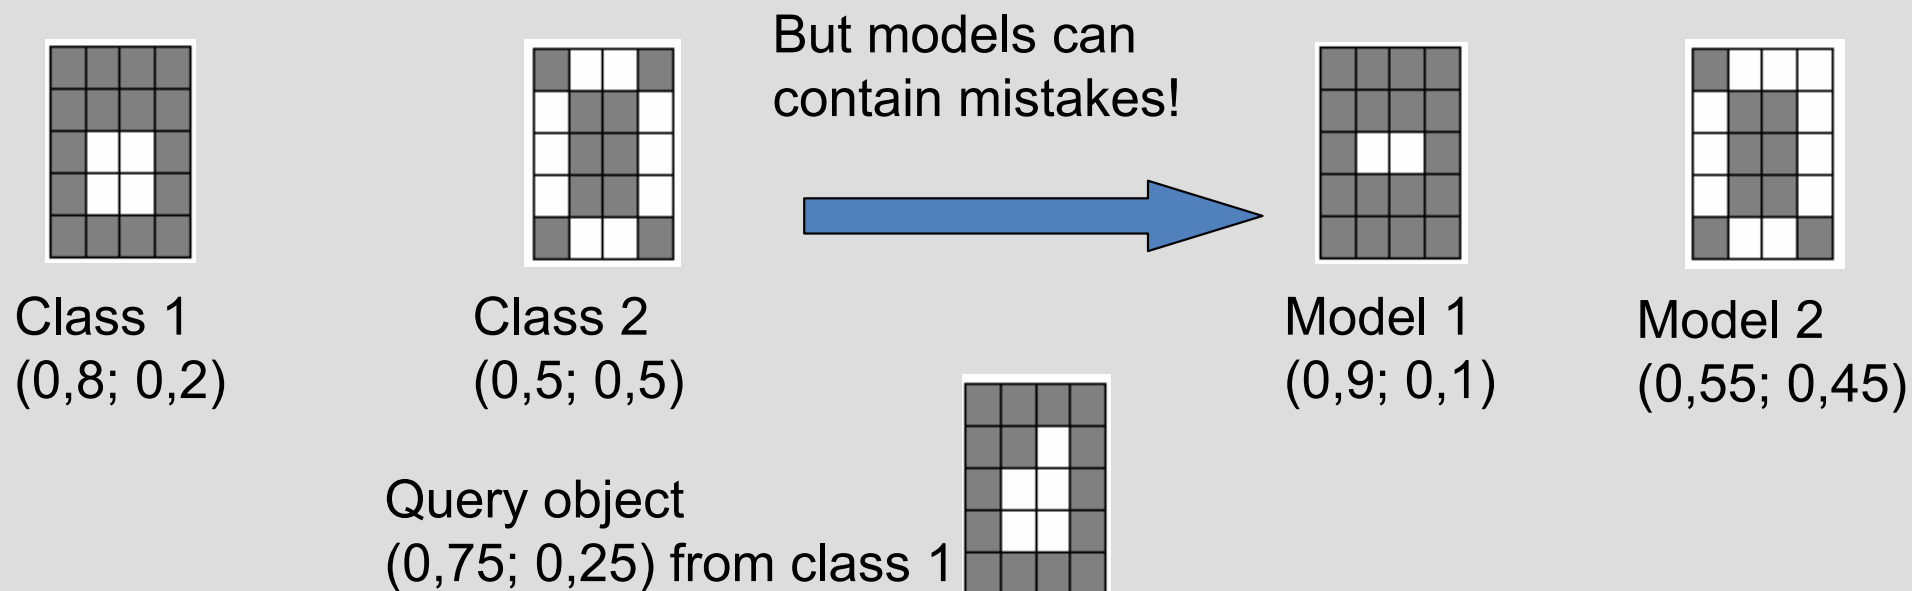 But models can
contain mistakes!
Class 1
(0,8; 0,2)
Class 2
(0,5; 0,5)
Model 1
(0,9; 0,1)
Model 2
(0,55; 0,45)
Query object
(0,75; 0,25) from class 1